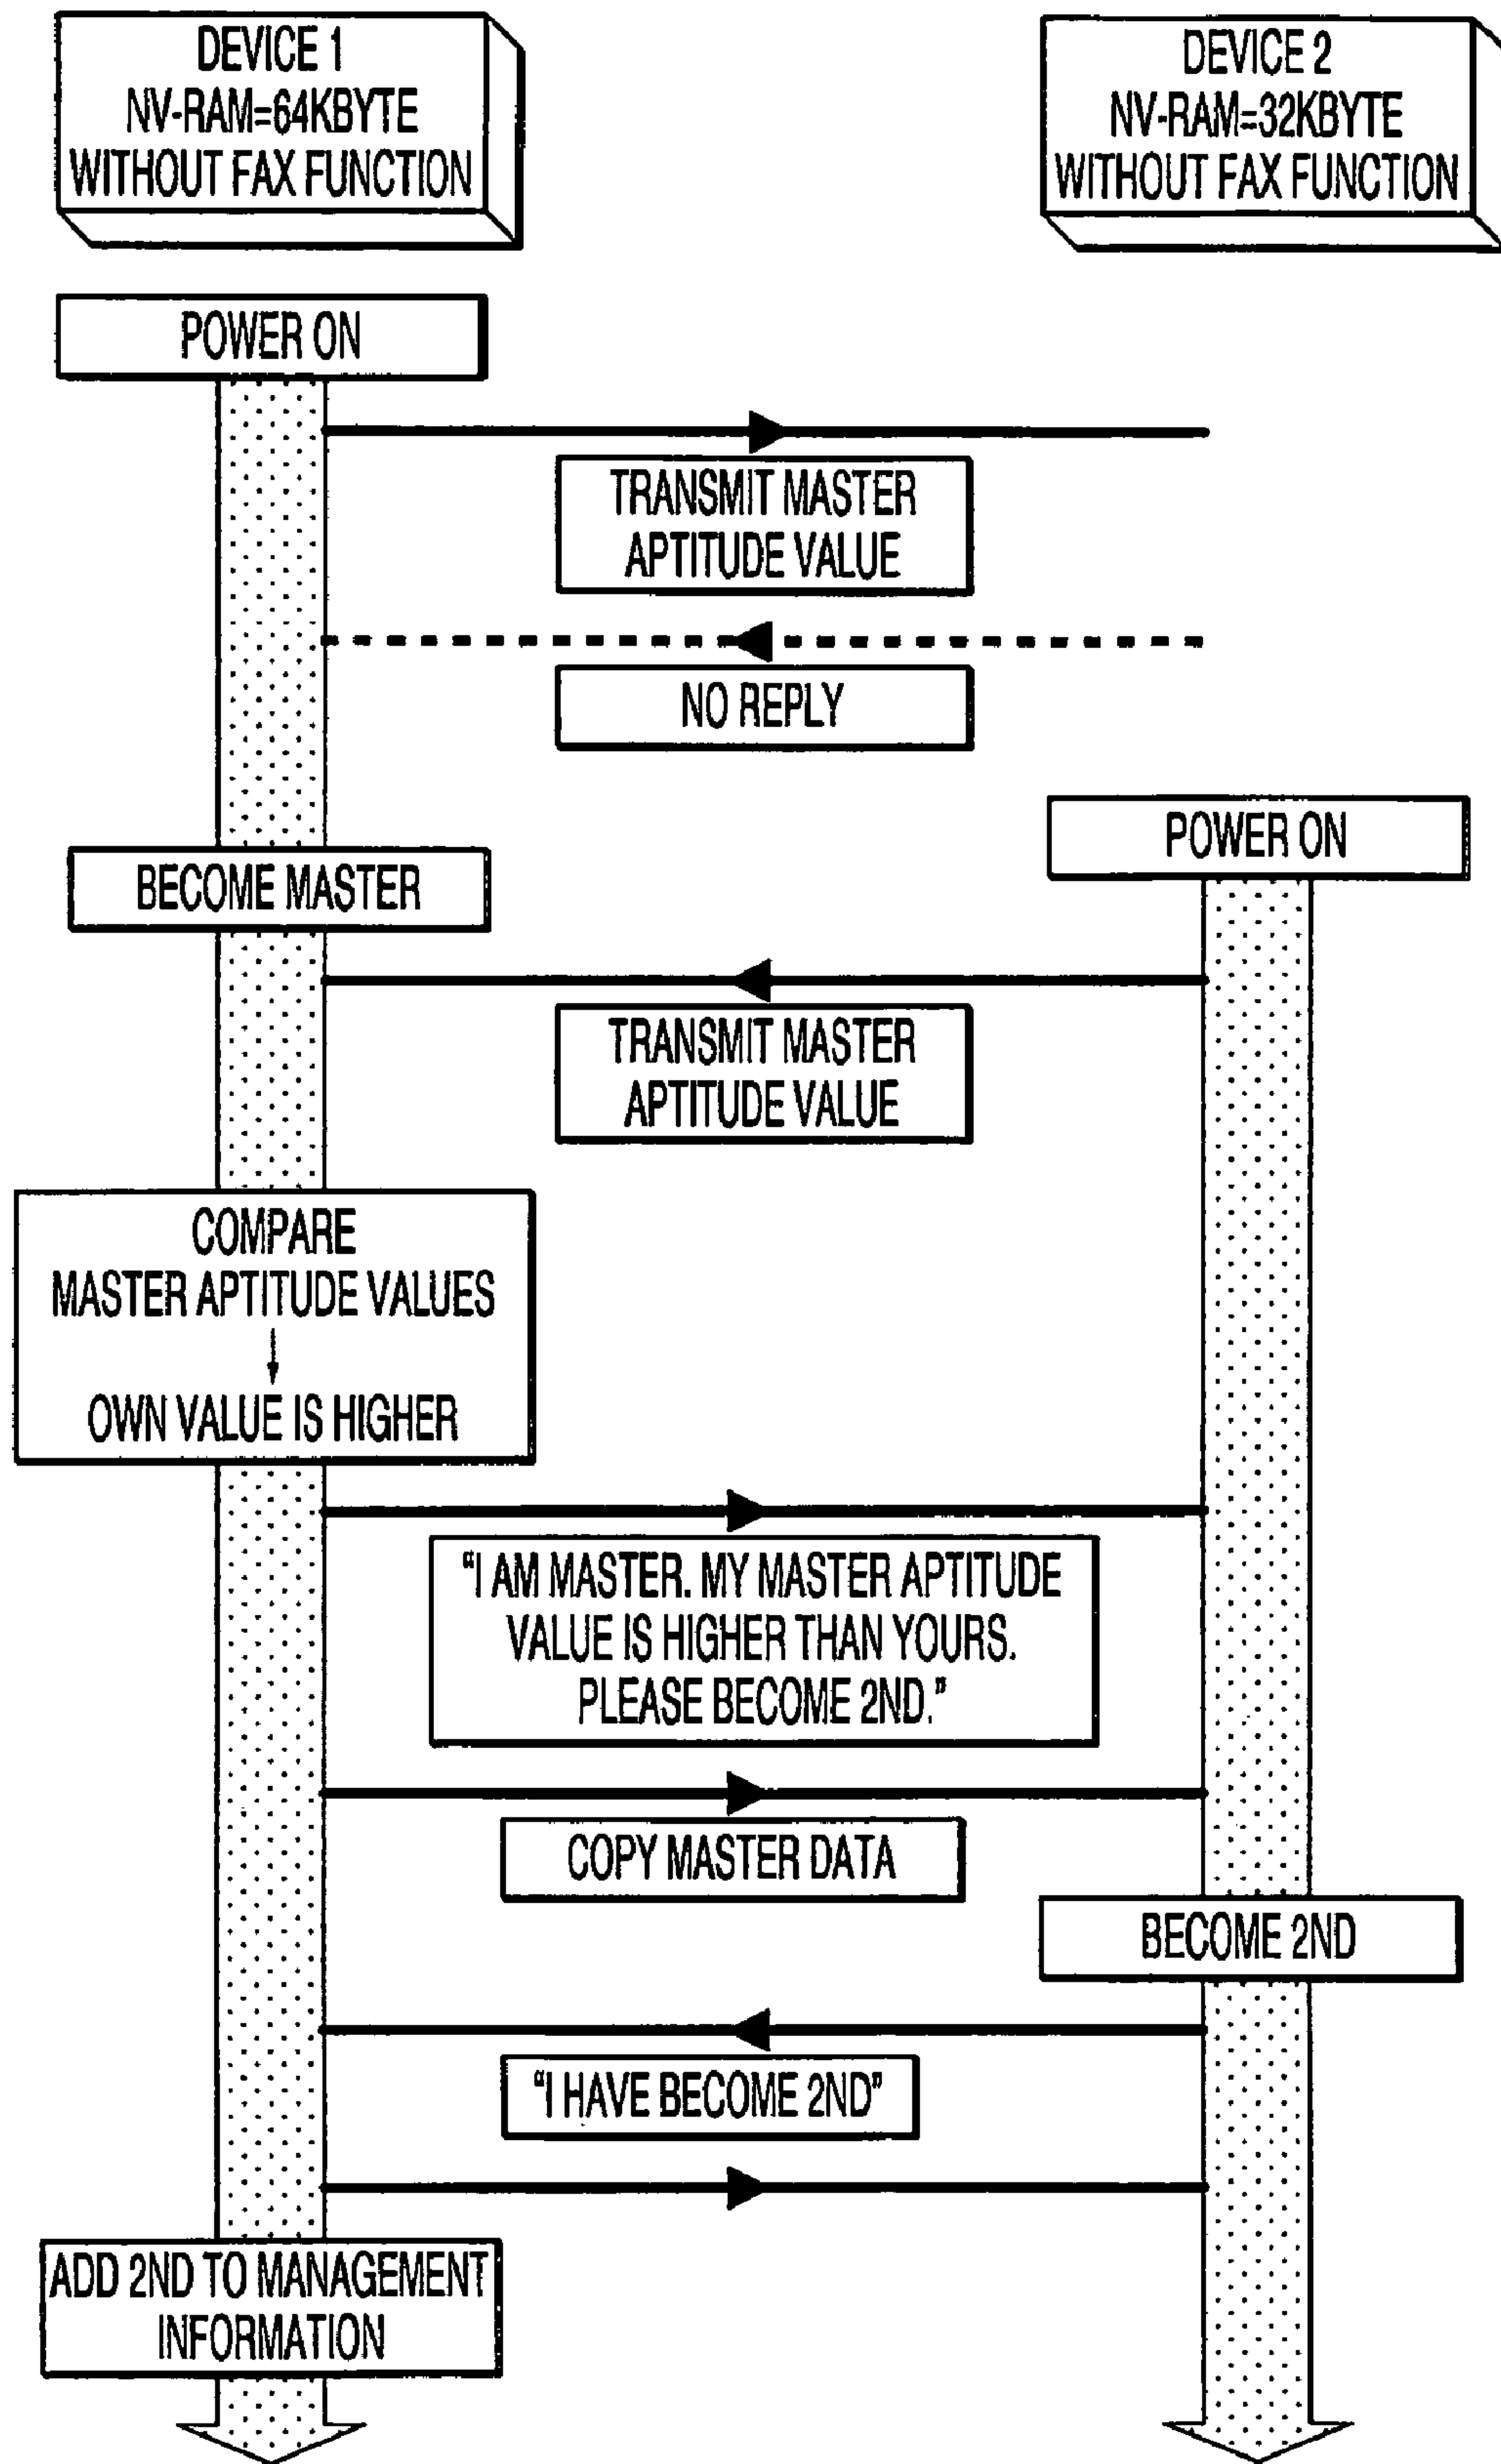 DEVICE 1
NV-RAM=64KBYTE
WITHOUT FAX FUNCTION
DEVICE 2
NV-RAM=32KBYTE
WITHOUT FAX FUNCTION
POWER ON
TRANSMIT MASTER
APTITUDE VALUE
NO REPLY
POWER ON
BECOME MASTER
TRANSMIT MASTER
APTITUDE VALUE
COMPARE
MASTER APTITUDE VALUES
OWN VALUE IS HIGHER
“I AM MASTER. MY MASTER APTITUDE
VALUE IS HIGHER THAN YOURS.
PLEASE BECOME 2ND.”
COPY MASTER DATA
BECOME 2ND
“I HAVE BECOME 2ND”
ADD 2ND TO MANAGEMENT
INFORMATION